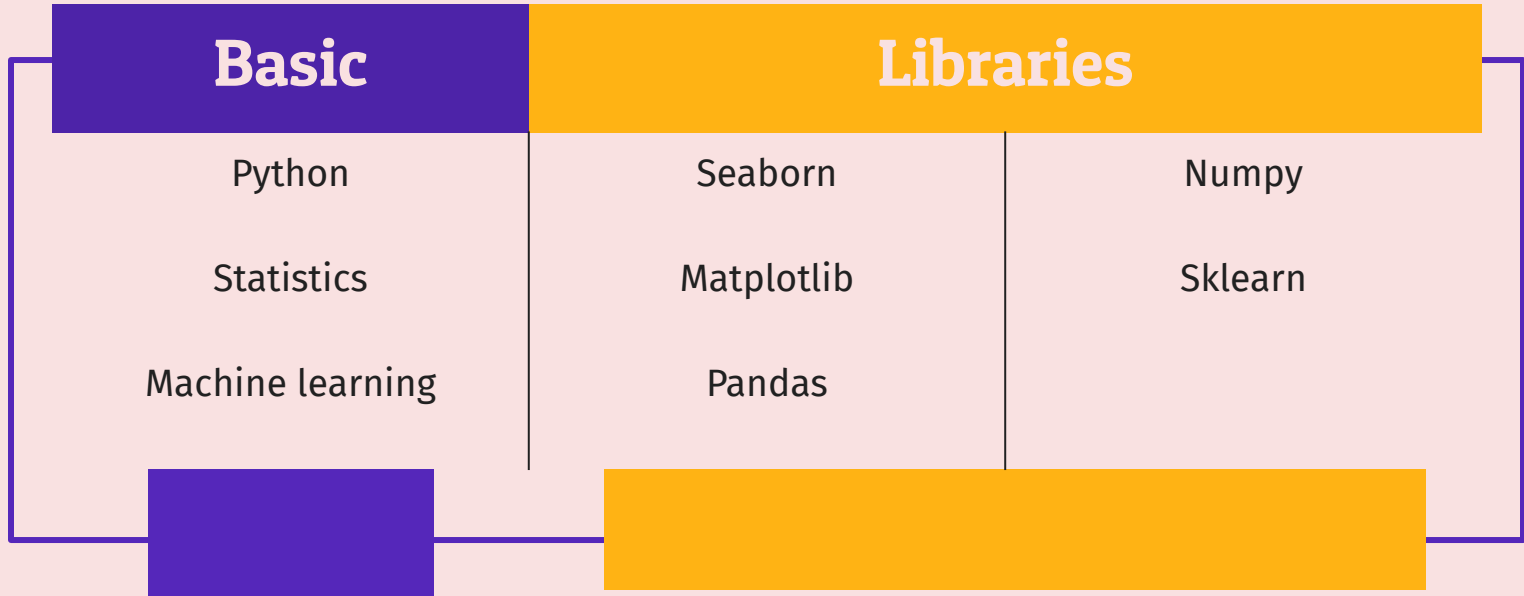 Basic
Libraries
Python
Seaborn
Numpy
Statistics
Matplotlib
Sklearn
Machine learning
Pandas